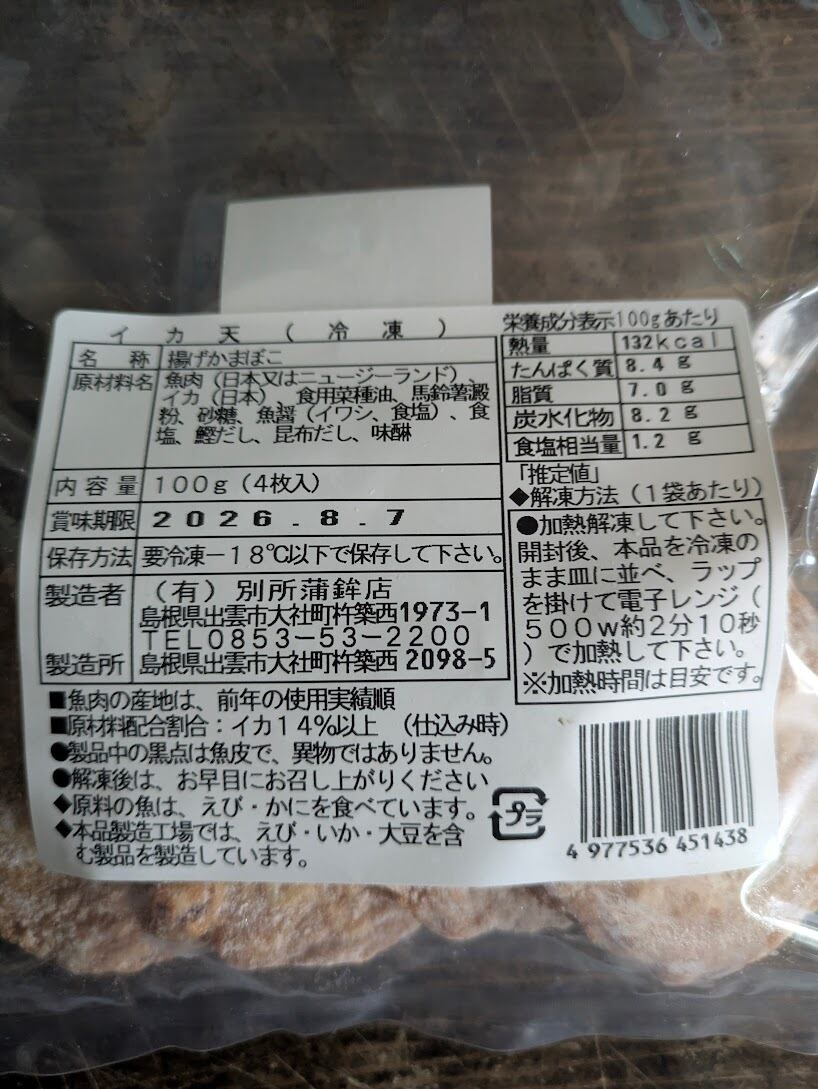 イカ天(冷凍)
名称 揚げかまぼこ
原材料名 魚肉(日本又はニュージーランド)、
イカ(日本)、食用菜種油、馬鈴薯澱
粉、砂糖、魚醤(イワシ、食塩)、食
塩、鰹だし、昆布だし、味醂
内容量 100g(4枚入)
賞味期限 2026.8.7
保存方法 要冷凍-18℃以下で保存して下さい。
製造者 (有)別所蒲鉾店
島根県出雲市大社町杵築西1973-1
TEL0853-53-2200
製造所 島根県出雲市大社町杵築西2098-5
■魚肉の産地は、前年の使用実績順
■原材料配合割合:イカ14%以上 (仕込み時)
●製品中の黒点は魚皮で、異物ではありません。
●解凍後は、お早目にお召し上がりください
◆原料の魚は、えび・かにを食べています。
◆本品製造工場では、えび・いか・大豆を含
む製品を製造しています。
プラ
栄養成分表示100gあたり
熱量 132kcal
たんぱく質 8.4g
脂質 7.0g
炭水化物 8.2g
食塩相当量 1.2g
「推定値」
◆解凍方法(1袋あたり)
●加熱解凍して下さい。
開封後、本品を冷凍の
まま皿に並べ、ラップ
を掛けて電子レンジ(
500w約2分10秒
)で加熱して下さい。
※加熱時間は目安です。
4 977536 451438